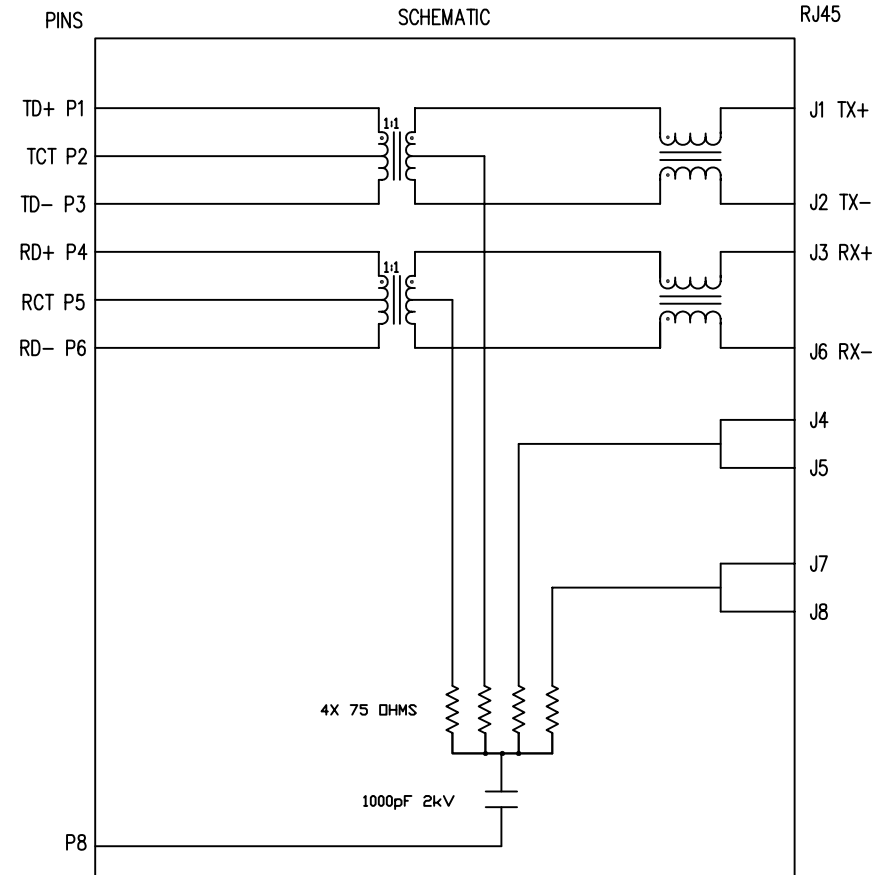 PINS SCHEMATIC RJ45
TD+ P1 1:1 J1 TX+
TCT P2
TD- P3 J2 TX-
RD+ P4 1:1 J3 RX+
RCT P5
RD- P6 J6 RX-
J4
J5
J7
J8
4X 75 OHMS
1000pF 2kV
P8